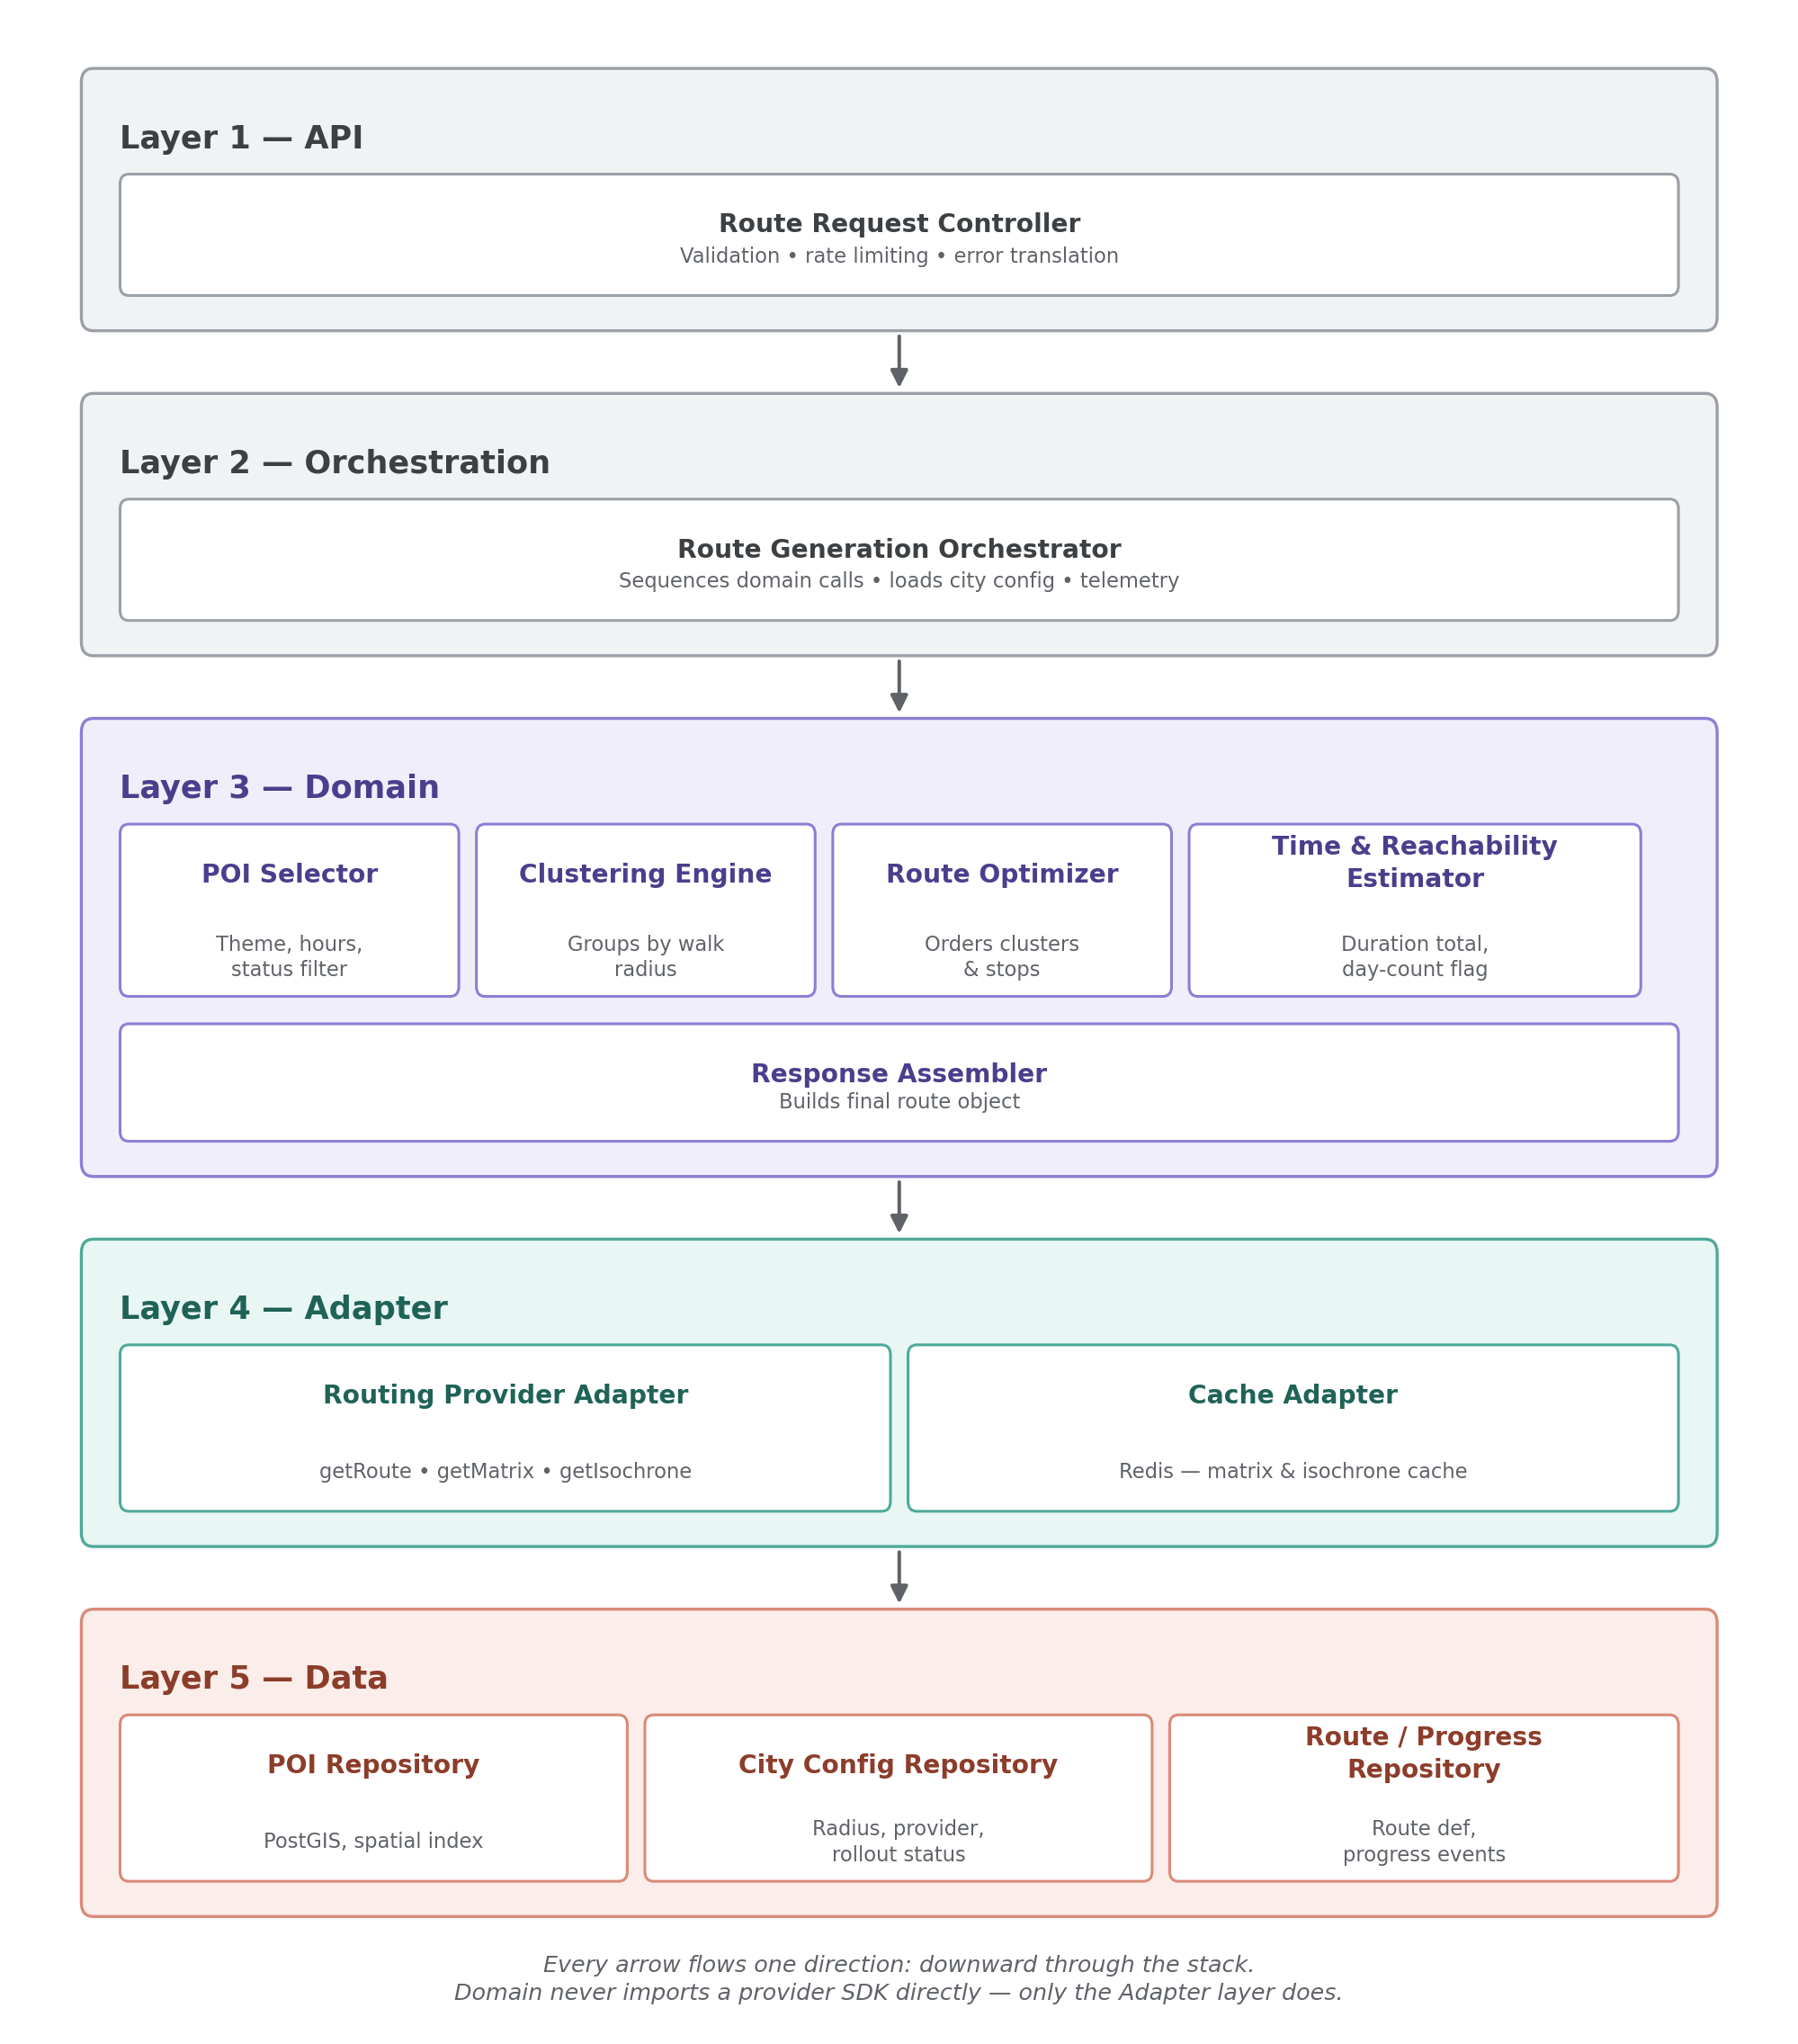 Layer 1 — API
Route Request Controller
Validation • rate limiting • error translation
Layer 2 — Orchestration
Route Generation Orchestrator
Sequences domain calls • loads city config • telemetry
Layer 3 — Domain
POI Selector
Theme, hours,
status filter
Clustering Engine
Groups by walk
radius
Route Optimizer
Orders clusters
& stops
Time & Reachability
Estimator
Duration total,
day-count flag
Response Assembler
Builds final route object
Layer 4 — Adapter
Routing Provider Adapter
getRoute • getMatrix • getIsochrone
Cache Adapter
Redis — matrix & isochrone cache
Layer 5 — Data
POI Repository
PostGIS, spatial index
City Config Repository
Radius, provider,
rollout status
Route / Progress
Repository
Route def,
progress events
Every arrow flows one direction: downward through the stack.
Domain never imports a provider SDK directly — only the Adapter layer does.